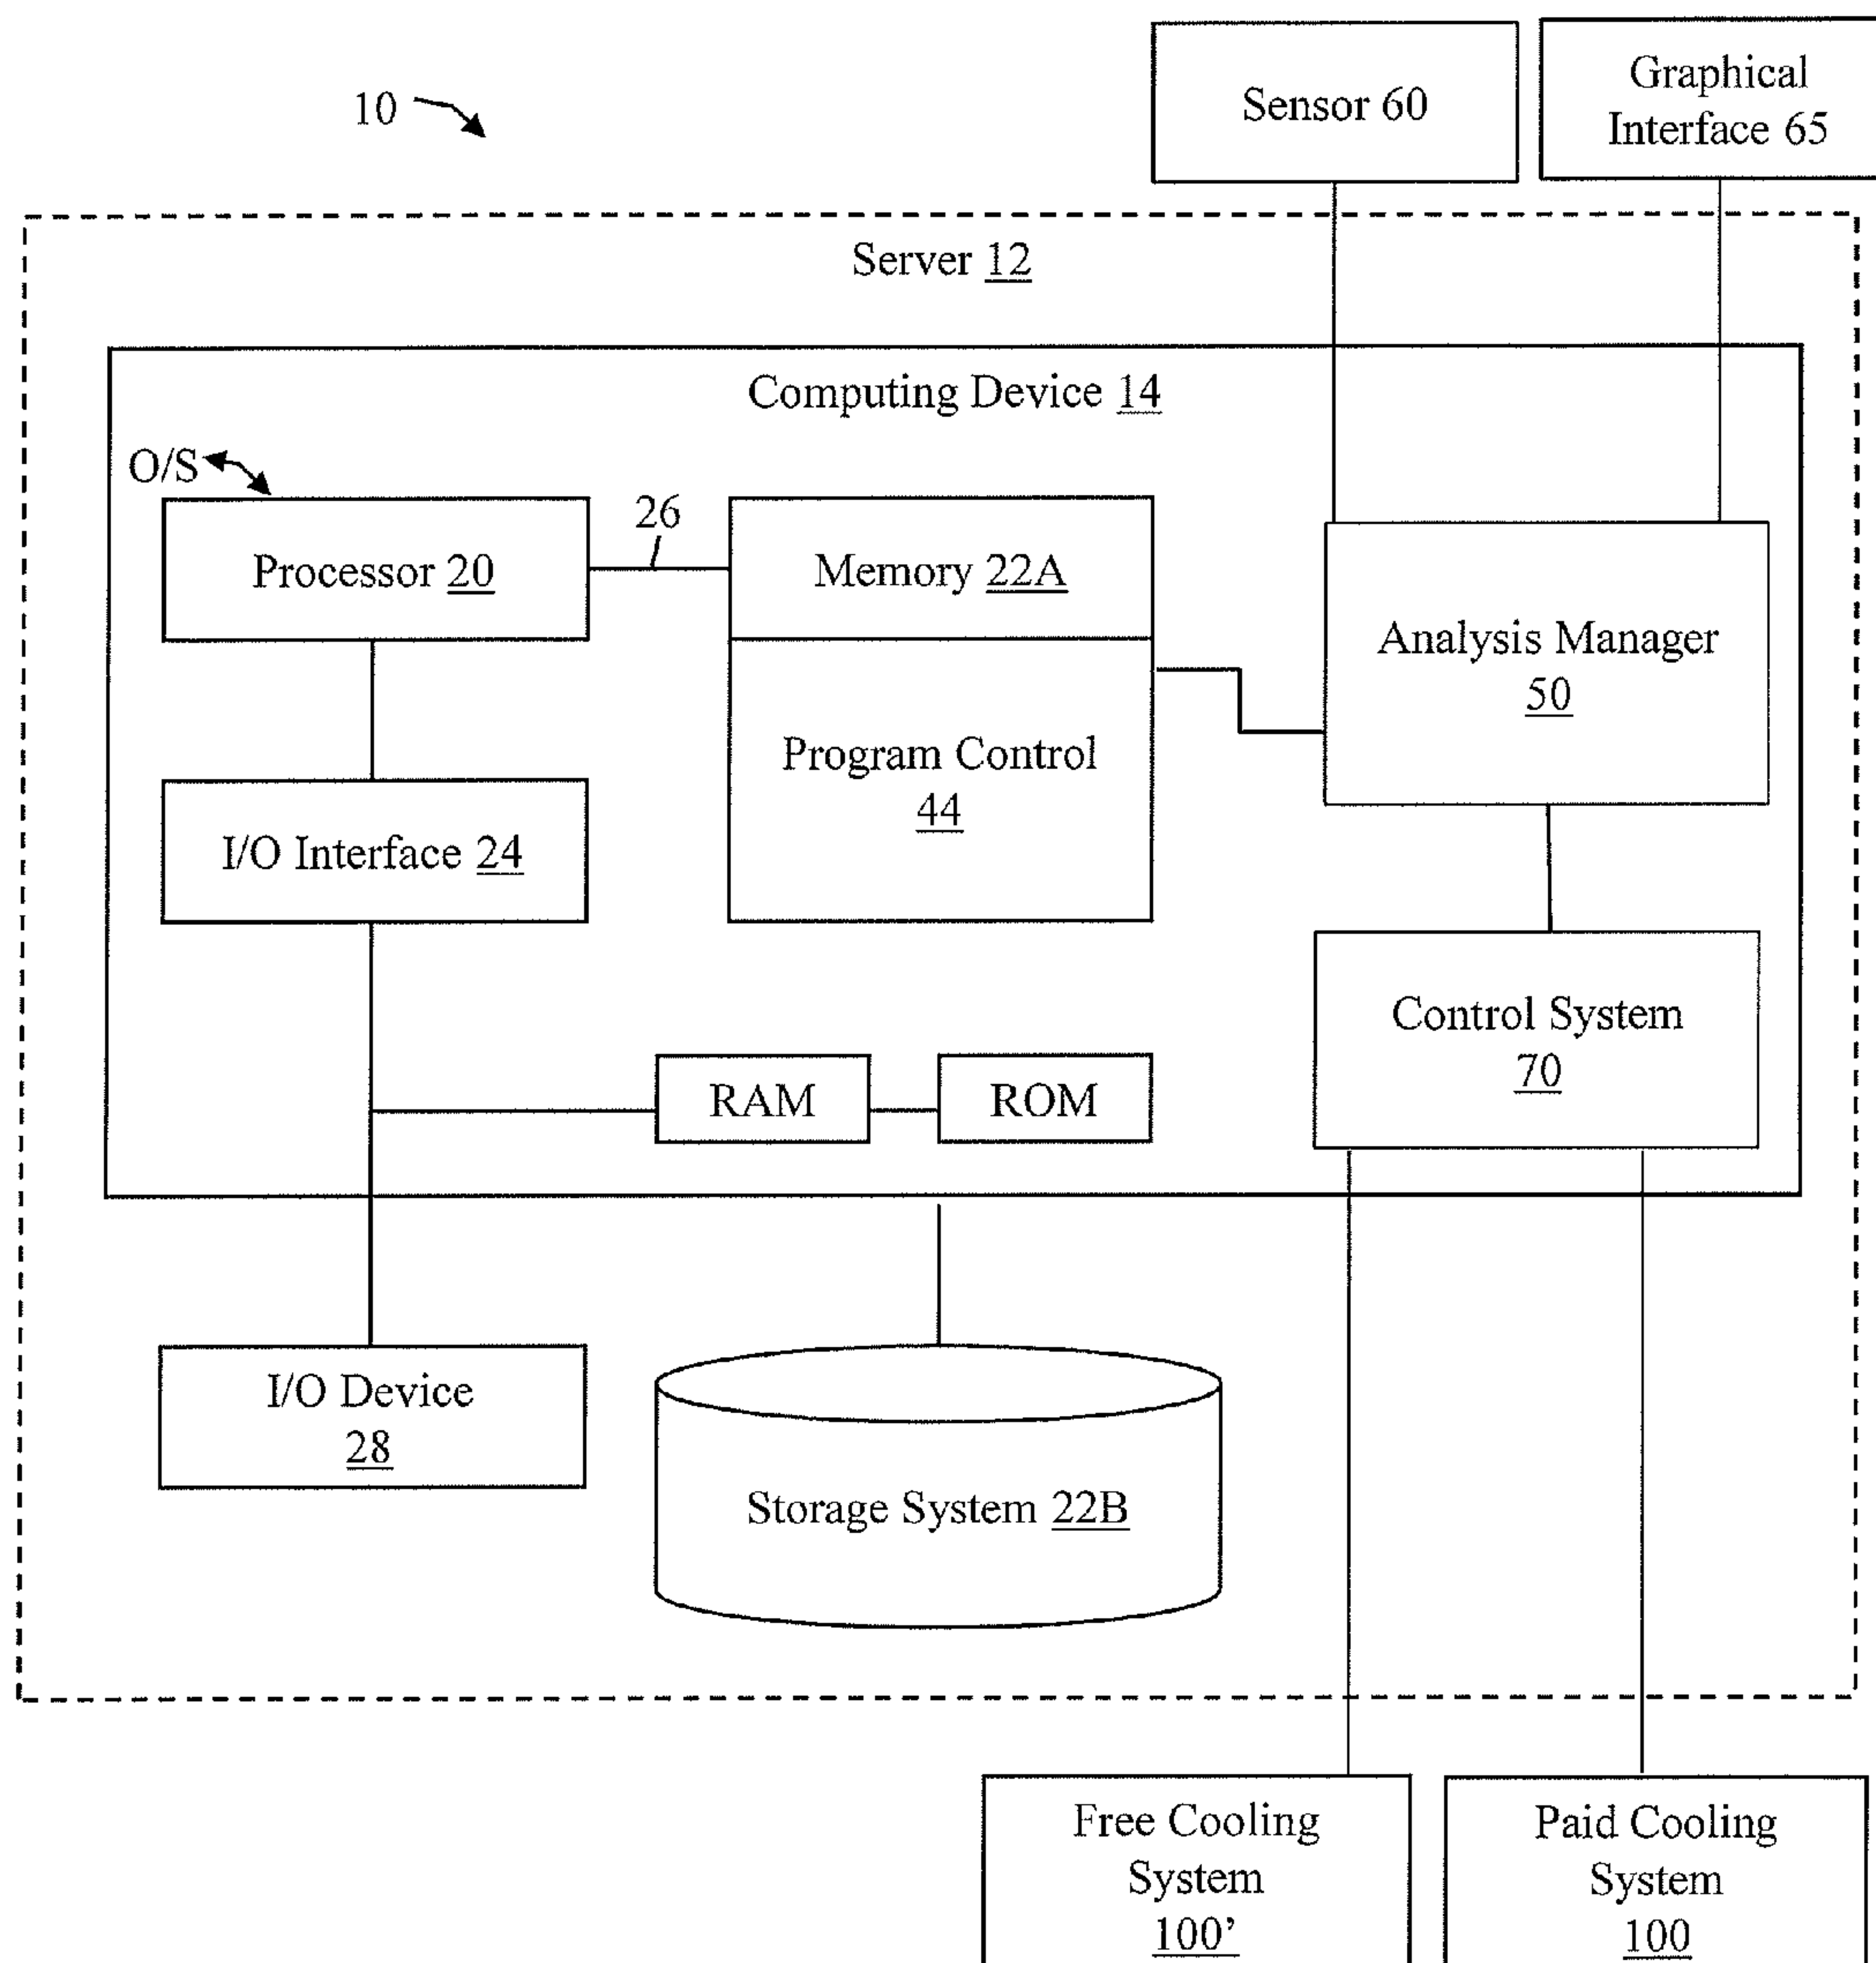 10
Sensor 60
Graphical
Interface 65
Server 12
Computing Device 14
O/S
26
Processor 20
Memory 22A
Analysis Manager
50
Program Control
44
I/O Interface 24
Control System
70
RAM
ROM
I/O Device
28
Storage System 22B
Free Cooling
System
100’
Paid Cooling
System
100